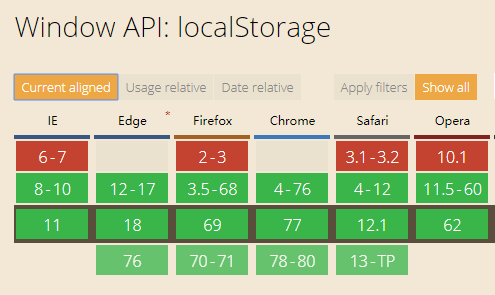 Window API: localStorage
Current aligned Usage relative Date relative Apply filters Show all
IE Edge * Firefox Chrome Safari Opera
6-7 2-3 3.1-3.2 10.1
8-10 12-17 3.5-68 4-76 4-12 11.5-60
11 18 69 77 12.1 62
76 70-71 78-80 13-TP